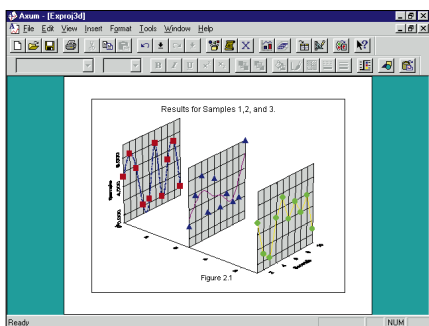 Axum - [Exproj3d]
File Edit View Insert Format Tools Window Help
B I U
Results for Samples 1,2, and 3.
Figure 2.1
Ready NUM